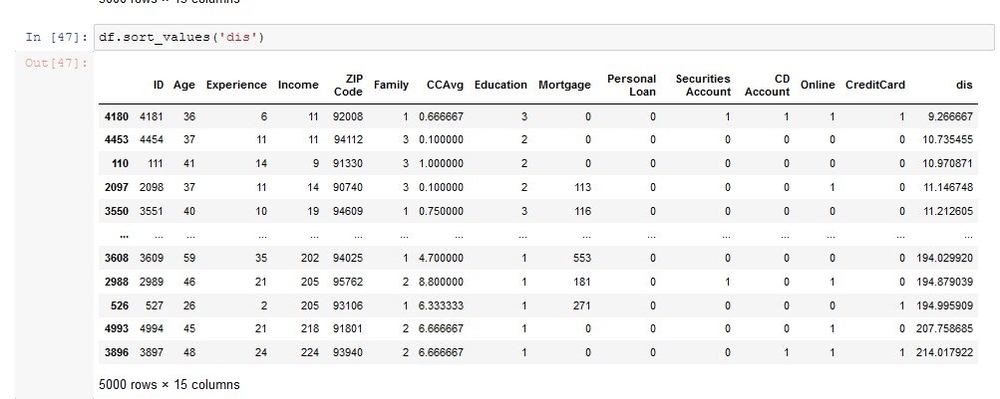 5000 rows × 15 columns
In [47]: df.sort_values('dis')
Out[47]:
ID Age Experience Income ZIP Code Family CCAvg Education Mortgage Personal Loan Securities Account CD Account Online CreditCard dis
4180 4181 36 6 11 92008 1 0.666667 3 0 0 1 1 1 1 9.266667
4453 4454 37 11 11 94112 3 0.100000 2 0 0 0 0 0 0 10.735455
110 111 41 14 9 91330 3 1.000000 2 0 0 0 0 0 0 10.970871
2097 2098 37 11 14 90740 3 0.100000 2 113 0 0 0 1 0 11.146748
3550 3551 40 10 19 94609 1 0.750000 3 116 0 0 0 0 0 11.212605
... ... ... ... ... ... ... ... ... ... ... ... ... ... ... ...
3608 3609 59 35 202 94025 1 4.700000 1 553 0 0 0 0 0 194.029920
2988 2989 46 21 205 95762 2 8.800000 1 181 0 1 0 1 0 194.879039
526 527 26 2 205 93106 1 6.333333 1 271 0 0 0 0 1 194.995909
4993 4994 45 21 218 91801 2 6.666667 1 0 0 0 0 1 0 207.758685
3896 3897 48 24 224 93940 2 6.666667 1 0 0 0 1 1 1 214.017922
5000 rows × 15 columns